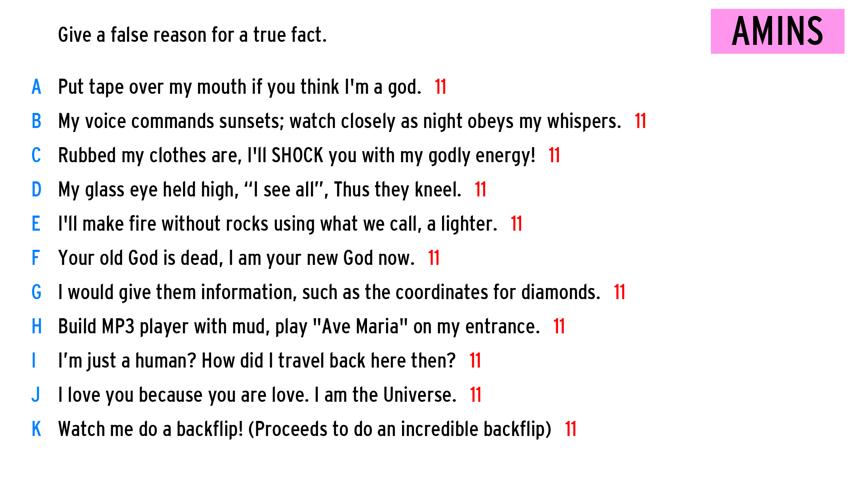 Give a false reason for a true fact.
AMINS
A Put tape over my mouth if you think I'm a god. 11
B My voice commands sunsets; watch closely as night obeys my whispers. 11
C Rubbed my clothes are, I'll SHOCK you with my godly energy! 11
D My glass eye held high, “I see all”, Thus they kneel. 11
E I'll make fire without rocks using what we call, a lighter. 11
F Your old God is dead, I am your new God now. 11
G I would give them information, such as the coordinates for diamonds. 11
H Build MP3 player with mud, play "Ave Maria" on my entrance. 11
I I’m just a human? How did I travel back here then? 11
J I love you because you are love. I am the Universe. 11
K Watch me do a backflip! (Proceeds to do an incredible backflip) 11